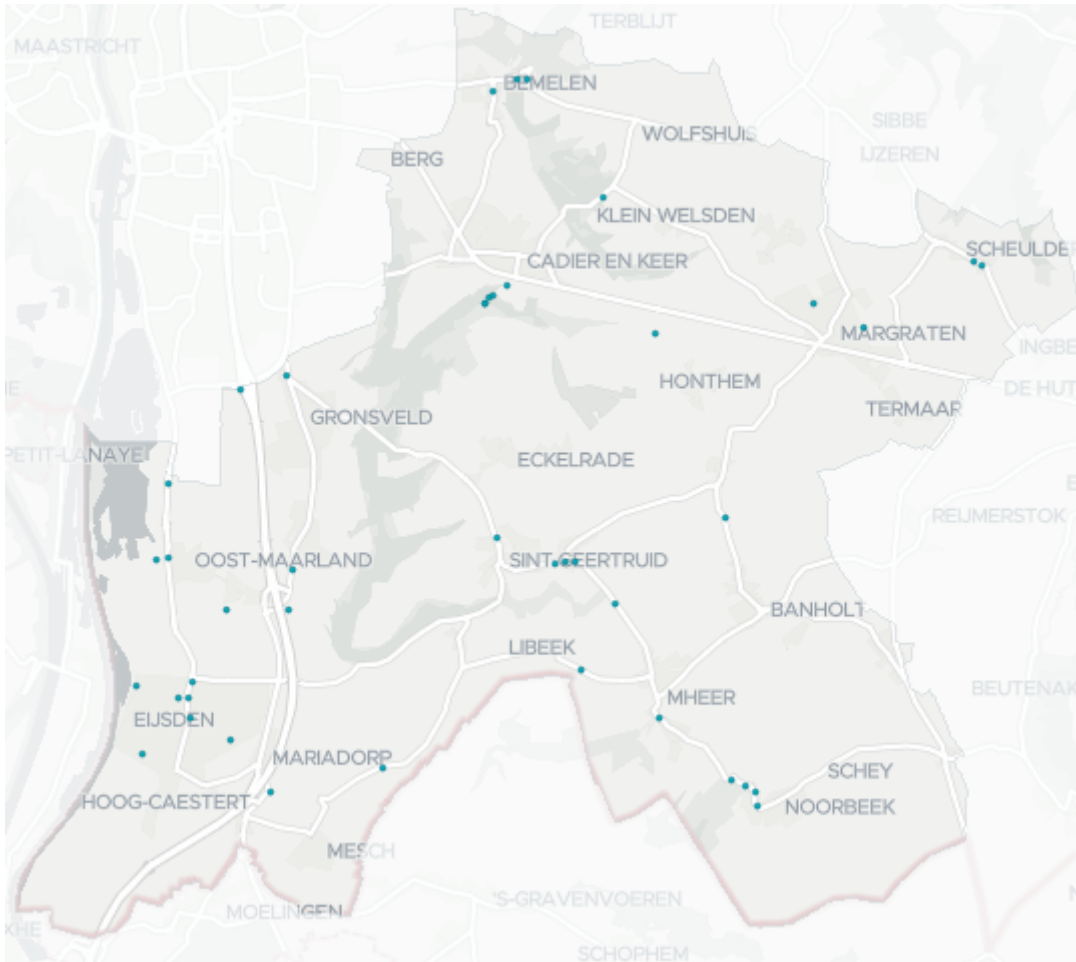 TERBLIJT
MAASTRICHT
BEMELEN
SIBBE
WOLFSHUIS
IJZEREN
BERG
KLEIN WELSDEN
SCHEULDER
CADIER EN KEER
MARGRATEN
INGBE
HONTHEM
DE HUT
TERMAAR
GRONSVELD
PETIT-LANAYE
ECKELRADE
REIJMERSTOK
OOST-MAARLAND
SINT GEERTRUID
BANHOLT
LIBEEK
BEUTENAK
MHEER
EIJSDEN
MARIADORP
SCHEY
HOOG-CAESTERT
NOORBEEK
MESCH
'S-GRAVENVOEREN
MOELINGEN
XHE
SCHOPHEM